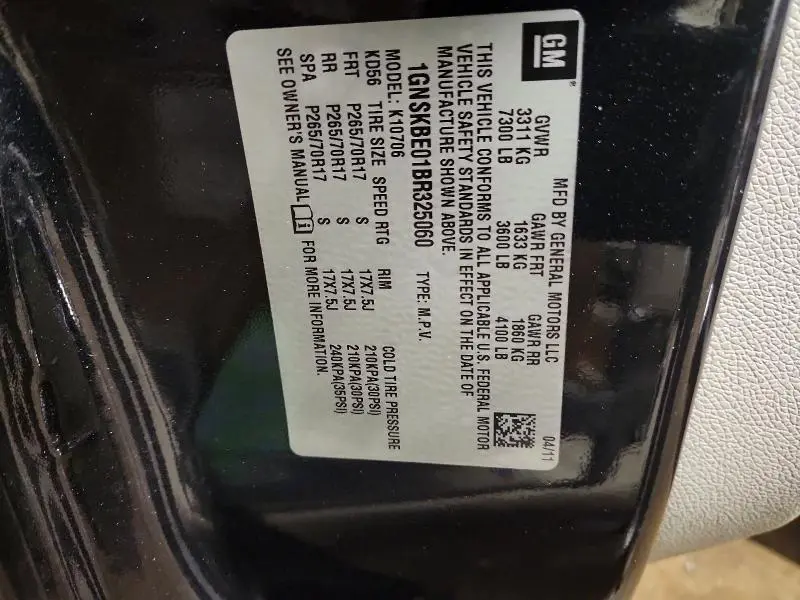 GM
MFD BY GENERAL MOTORS LLC 04/11
GVWR GAWR FRT GAWR RR
3311 KG 1633 KG 1860 KG
7300 LB 3600 LB 4100 LB
THIS VEHICLE CONFORMS TO ALL APPLICABLE U.S. FEDERAL MOTOR
VEHICLE SAFETY STANDARDS IN EFFECT ON THE DATE OF
MANUFACTURE SHOWN ABOVE.
1GNSKBE01BR325060 TYPE: M.P.V.
MODEL: K10706
KD56 TIRE SIZE SPEED RTG RIM COLD TIRE PRESSURE
FRT P265/70R17 S 17X7.5J 210KPA(30PSI)
RR P265/70R17 S 17X7.5J 210KPA(30PSI)
SPA P265/70R17 S 17X7.5J 240KPA(35PSI)
SEE OWNER'S MANUAL FOR MORE INFORMATION.